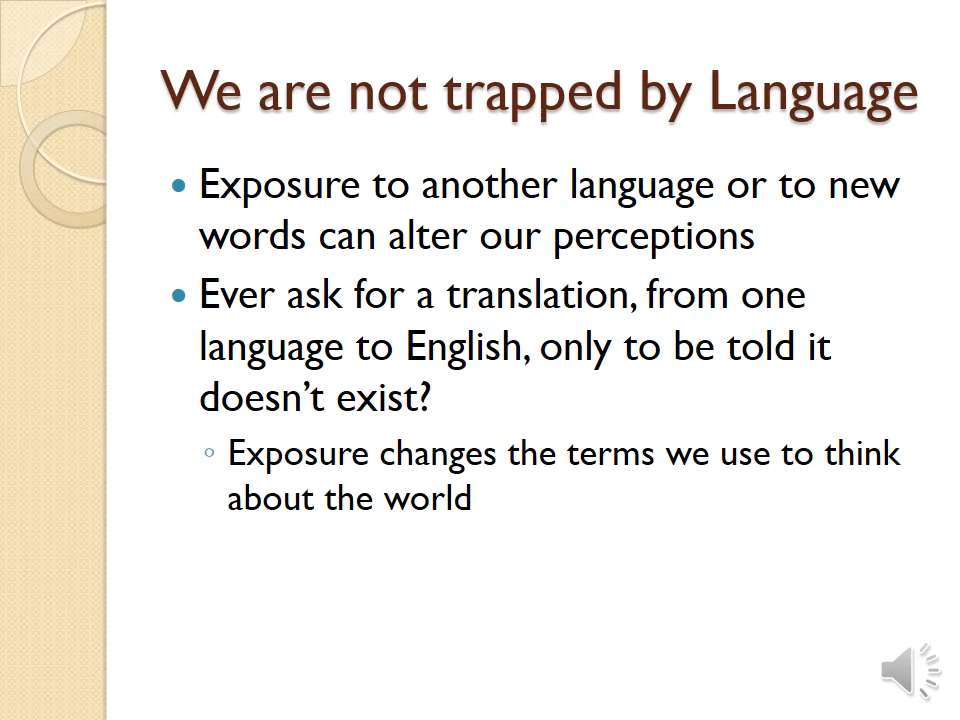 We are not trapped by Language
Exposure to another language or to new
words can alter our perceptions
Ever ask for a translation, from one
language to English, only to be told it
doesn’t exist?
Exposure changes the terms we use to think
about the world